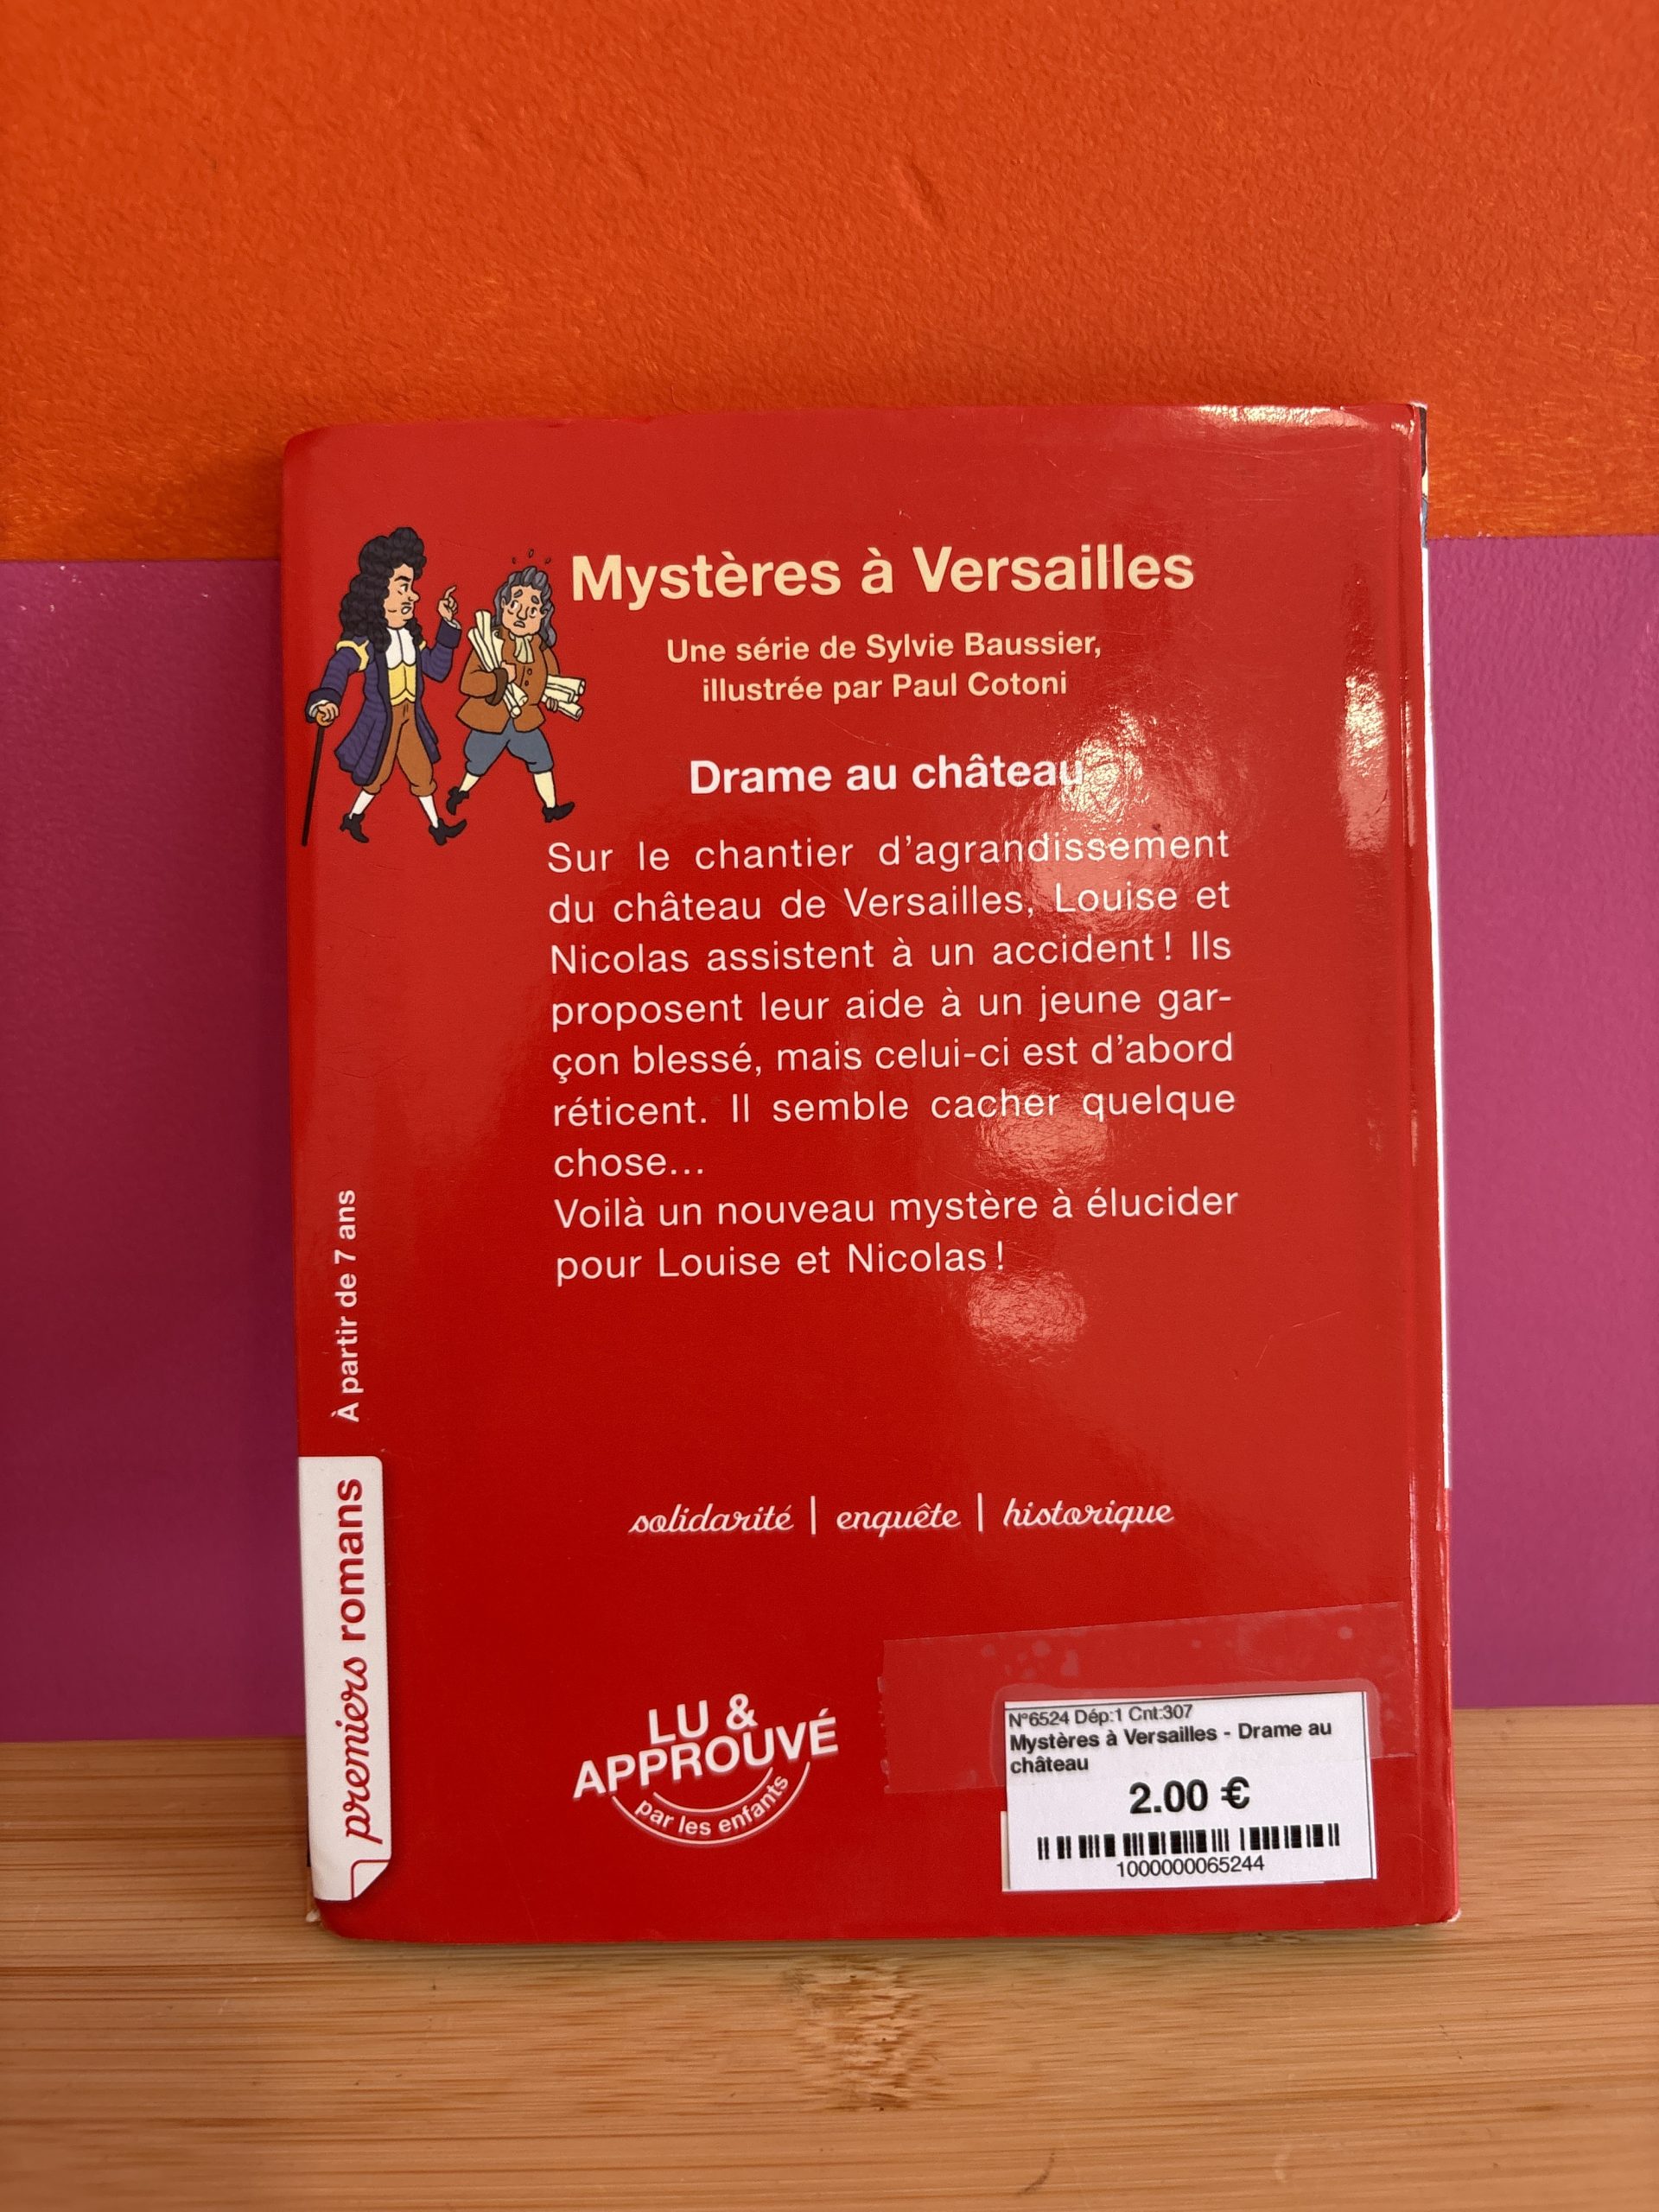 Mystères à Versailles
Une série de Sylvie Baussier,
illustrée par Paul Cotoni
Drame au château
Sur le chantier d'agrandissement
du château de Versailles, Louise et
Nicolas assistent à un accident ! Ils
proposent leur aide à un jeune gar-
çon blessé, mais celui-ci est d'abord
réticent. Il semble cacher quelque
chose...
Voilà un nouveau mystère à élucider
pour Louise et Nicolas !
À partir de 7 ans
premiers romans
solidarité | enquête | historique
LU &
APPROUVÉ
par les enfants
N°6524 Dép:1 Cnt:307
Mystères à Versailles - Drame au
château
2.00 €
1000000065244